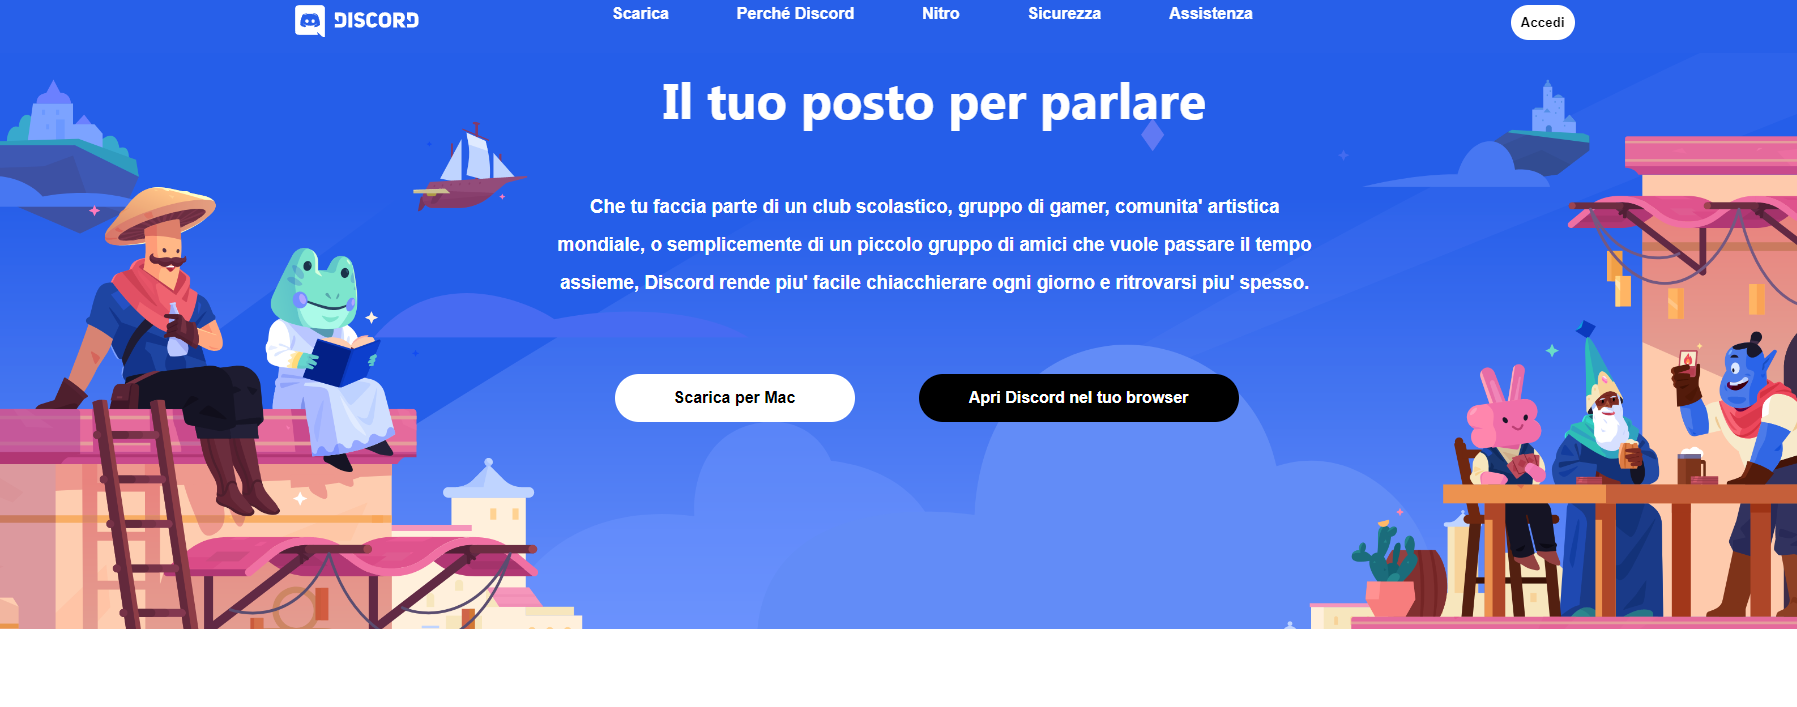 DISCORD
Scarica
Perché Discord
Nitro
Sicurezza
Assistenza
Accedi
Il tuo posto per parlare
Che tu faccia parte di un club scolastico, gruppo di gamer, comunita' artistica
mondiale, o semplicemente di un piccolo gruppo di amici che vuole passare il tempo
assieme, Discord rende piu' facile chiacchierare ogni giorno e ritrovarsi piu' spesso.
Scarica per Mac
Apri Discord nel tuo browser